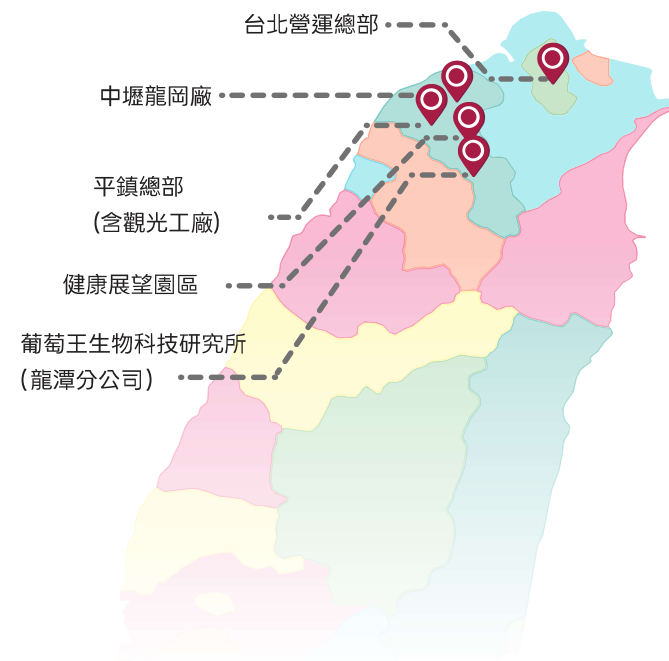 台北營運總部
中壢龍岡廠
平鎮總部
(含觀光工廠)
健康展望園區
葡萄王生物科技研究所
(龍潭分公司)